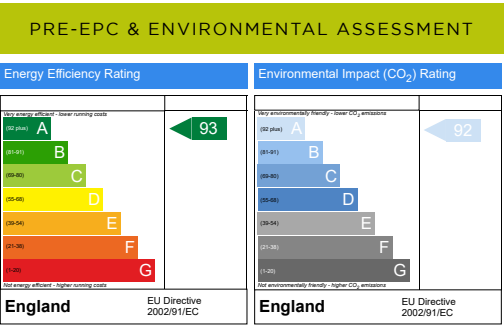 PRE-EPC & ENVIRONMENTAL ASSESSMENT
Energy Efficiency Rating
Very energy efficient - lower running costs
(92 plus) A
93
(81-91) B
(69-80) C
(55-68) D
(39-54) E
(21-38) F
(1-20) G
Not energy efficient - higher running costs
England
EU Directive
2002/91/EC
Environmental Impact (CO₂) Rating
Very environmentally friendly - lower CO₂ emissions
(92 plus) A
92
(81-91) B
(69-80) C
(55-68) D
(39-54) E
(21-38) F
(1-20) G
Not environmentally friendly - higher CO₂ emissions
England
EU Directive
2002/91/EC